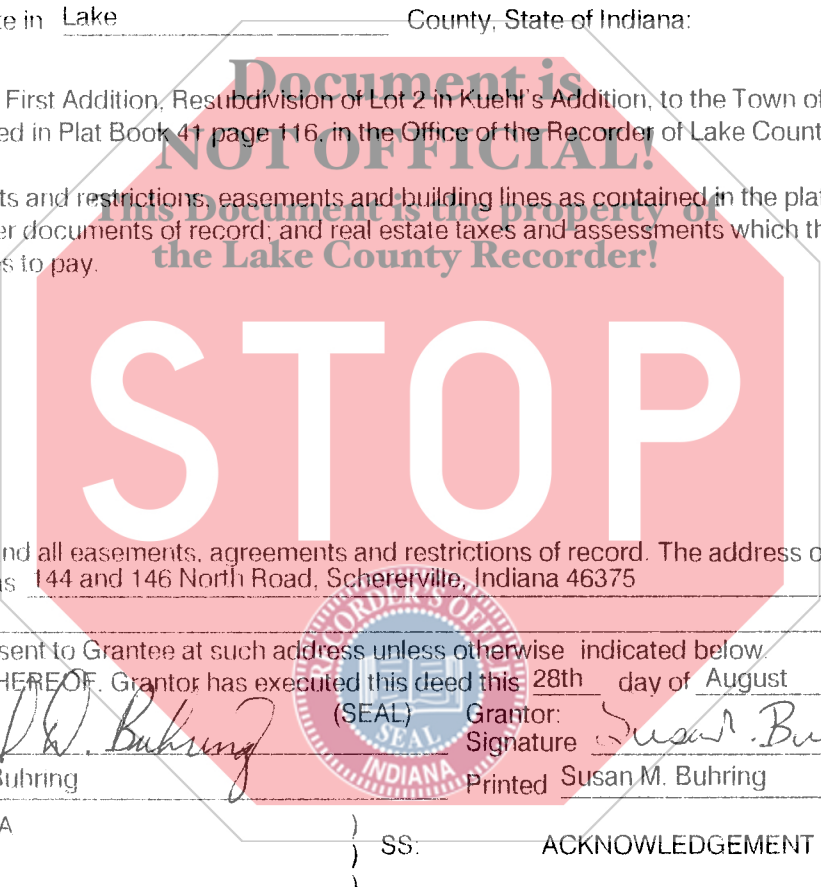 te in Lake County, State of Indiana:
Document is
First Addition, Resubdivision of Lot 2 in Kuehl's Addition, to the Town of
ed in Plat Book 41 page 116, in the Office of the Recorder of Lake Count
NOT OFFICIAL!
ts and restrictions, easements and building lines as contained in the plat
This Document is the property of
er documents of record; and real estate taxes and assessments which th
s to pay.
the Lake County Recorder!
STOP
nd all easements, agreements and restrictions of record. The address o
as 144 and 146 North Road, Schererville, Indiana 46375
RECORDER'S OFFICE
sent to Grantee at such address unless otherwise indicated below.
HEREOF, Grantor has executed this deed this 28th day of August
(SEAL) Grantor:
D. Buhring Signature Susan . Bu
SEAL
INDIANA
Buhring Printed Susan M. Buhring
A
) SS: ACKNOWLEDGEMENT